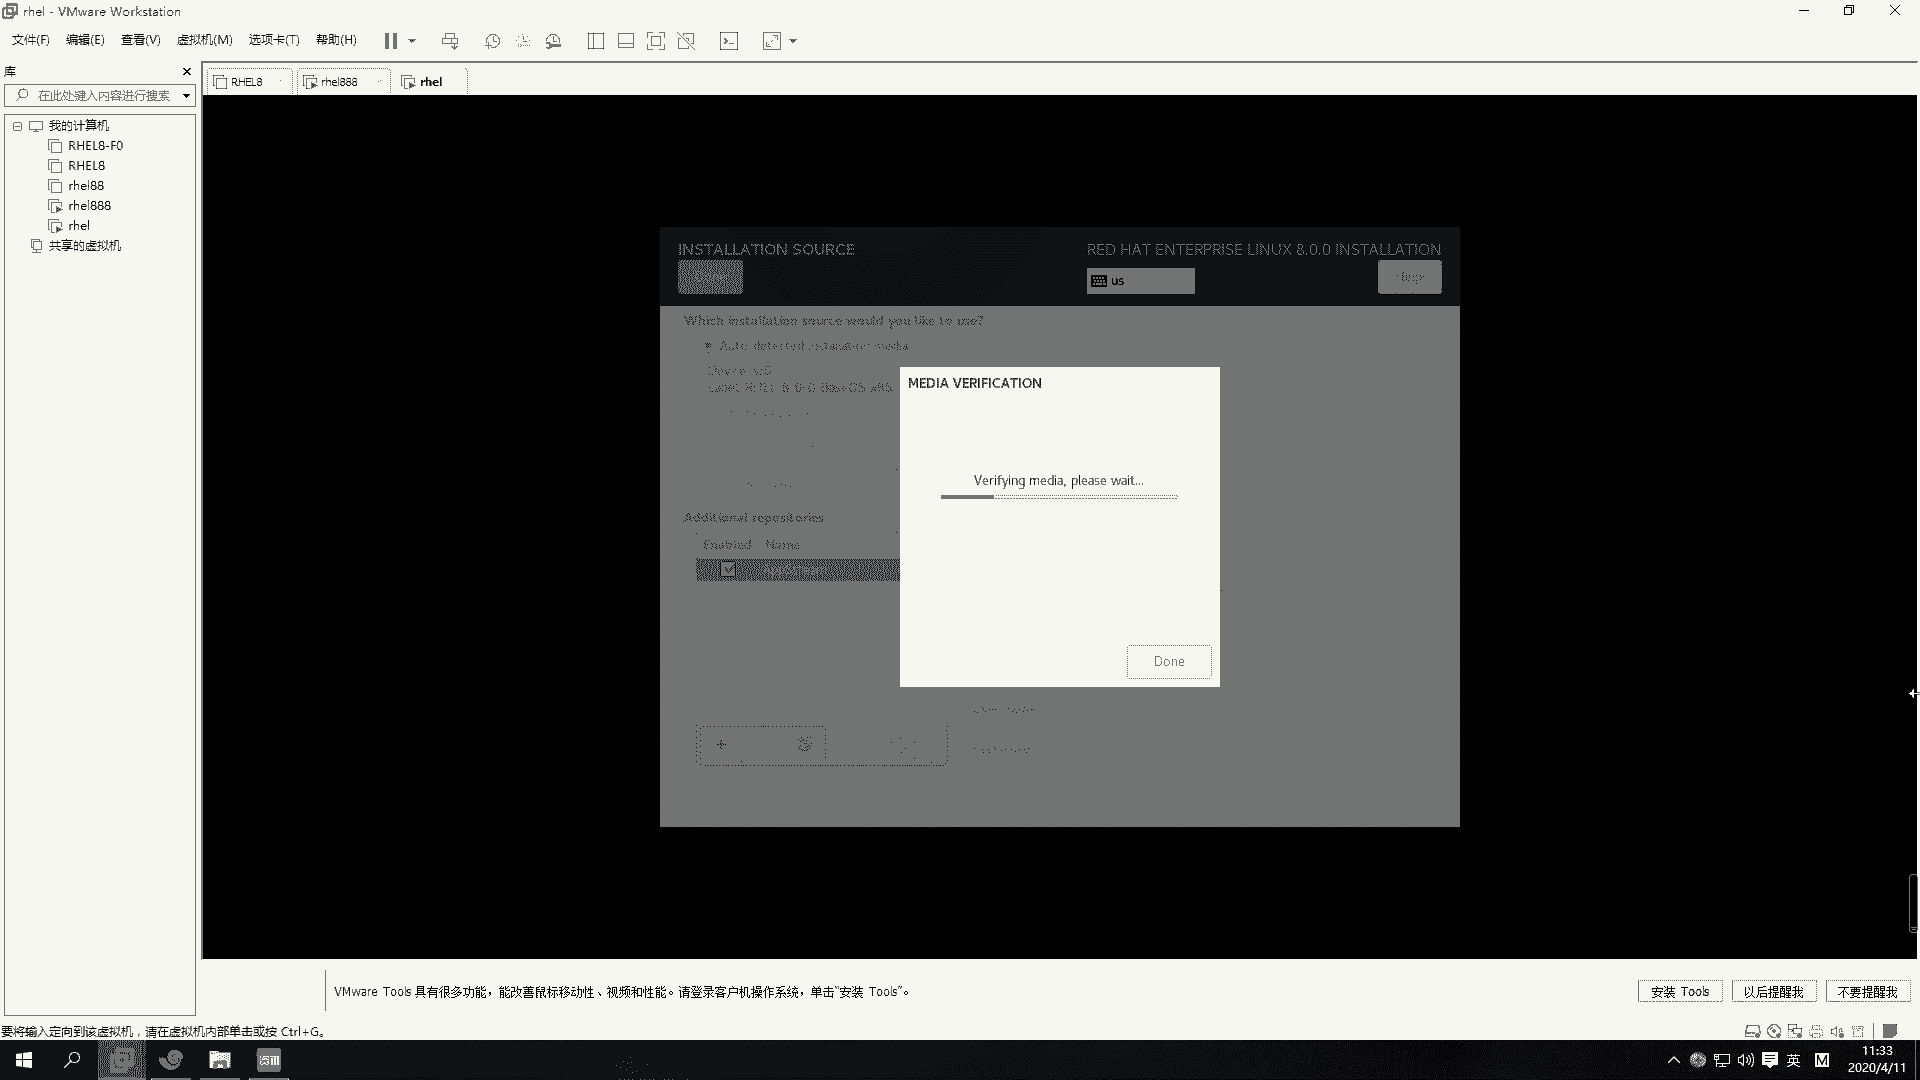 rhel - VMware Workstation
文件(F) 编辑(E) 查看(V) 虚拟机(M) 选项卡(T) 帮助(H)
库
在此处键入内容进行搜索
RHEL8 rhel888 rhel
我的计算机
RHEL8-F0
RHEL8
rhel88
rhel888
rhel
共享的虚拟机
INSTALLATION SOURCE
RED HAT ENTERPRISE LINUX 8.0.0 INSTALLATION
us
Which installation source would you like to use?
Auto-detected installation media
MEDIA VERIFICATION
Verifying media, please wait...
Additional repositories
Enabled Name
Done
VMware Tools 具有很多功能，能改善鼠标移动性、视频和性能。请登录客户机操作系统，单击“安装 Tools”。
安装 Tools 以后提醒我 不要提醒我
要将输入定向到该虚拟机，请在虚拟机内部单击或按 Ctrl+G。
英 M
11:33
2020/4/11